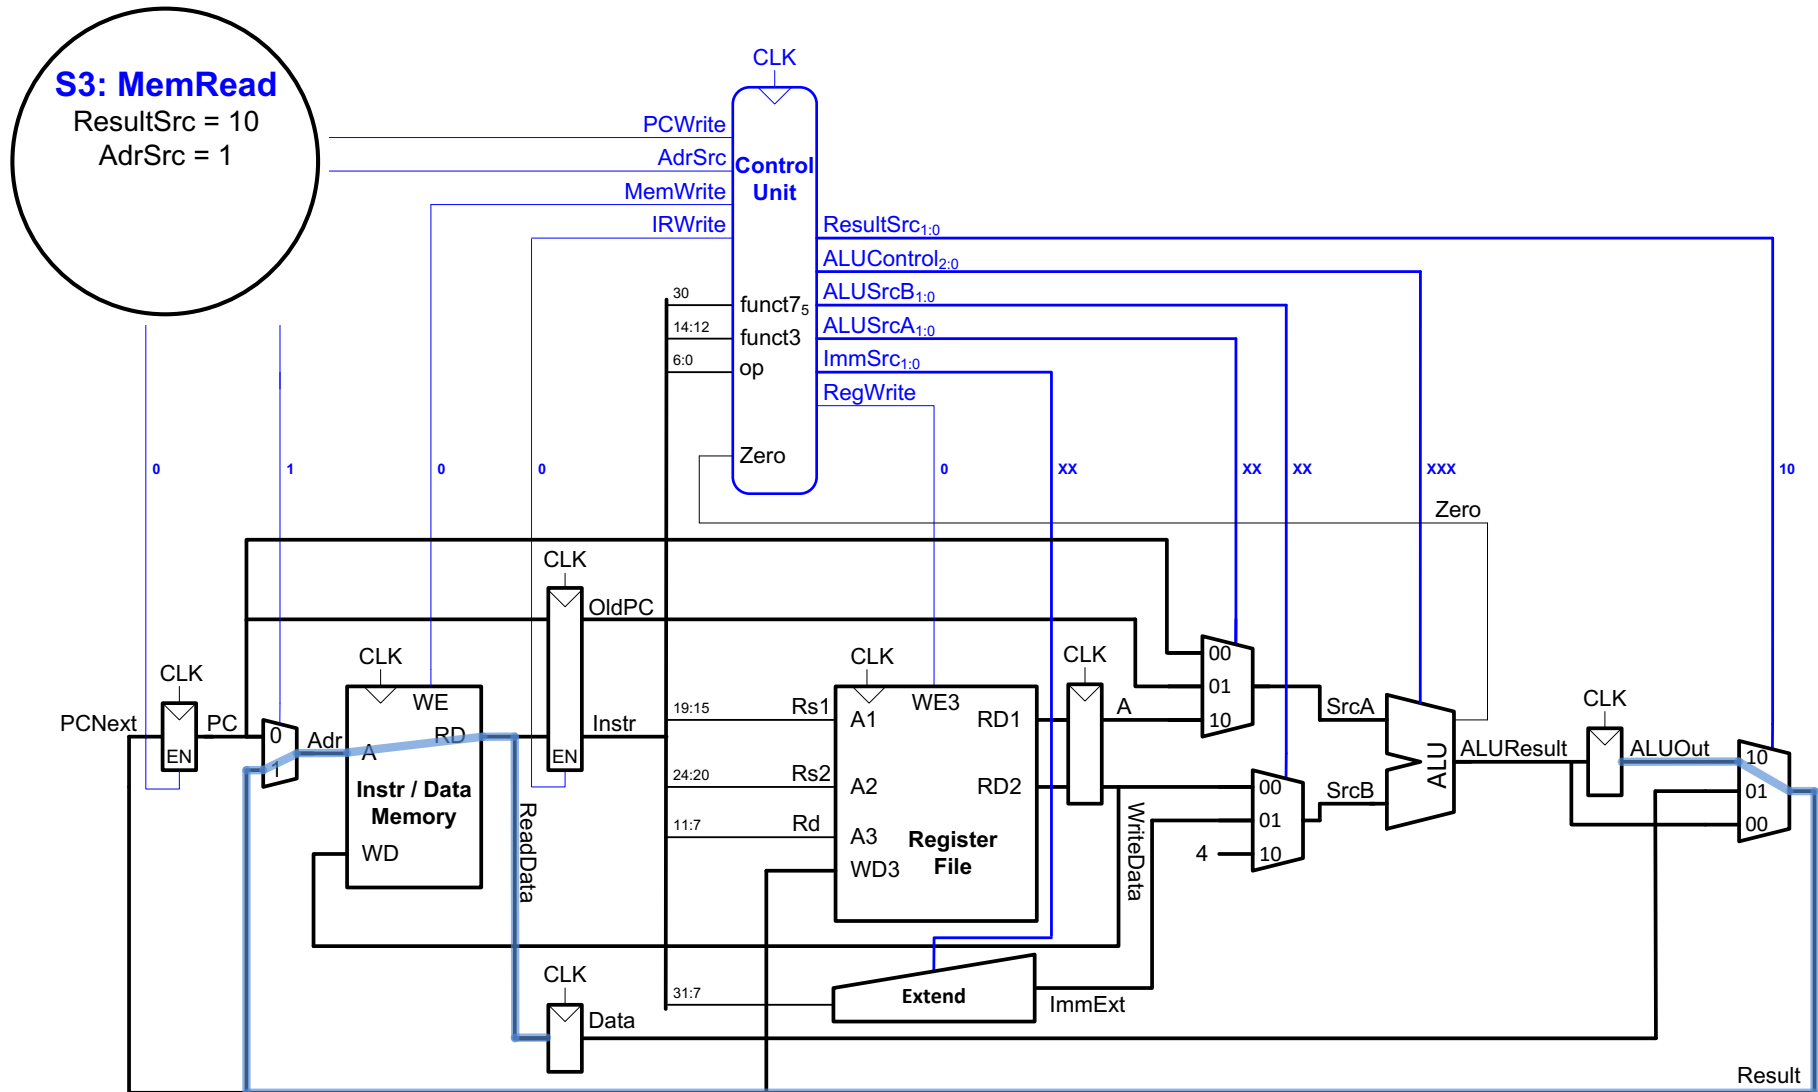 S3: MemRead
ResultSrc = 10
AdrSrc = 1
CLK
PCWrite
AdrSrc
MemWrite
IRWrite
Control
Unit
ResultSrc1:0
ALUControl2:0
ALUSrcB1:0
ALUSrcA1:0
ImmSrc1:0
RegWrite
30
funct75
14:12
funct3
6:0
op
Zero
0
1
0
0
0
XX
XX
XX
XXX
10
Zero
CLK
OldPC
CLK
PCNext
EN
PC
0
1
Adr
CLK
WE
A
RD
Instr / Data
Memory
WD
ReadData
EN
Instr
19:15
Rs1
24:20
Rs2
11:7
Rd
CLK
WE3
A1
RD1
A2
RD2
A3
WD3
Register
File
CLK
A
WriteData
00
01
10
SrcA
00
01
4
10
SrcB
ALU
ALUResult
CLK
ALUOut
10
01
00
31:7
Extend
ImmExt
CLK
Data
Result